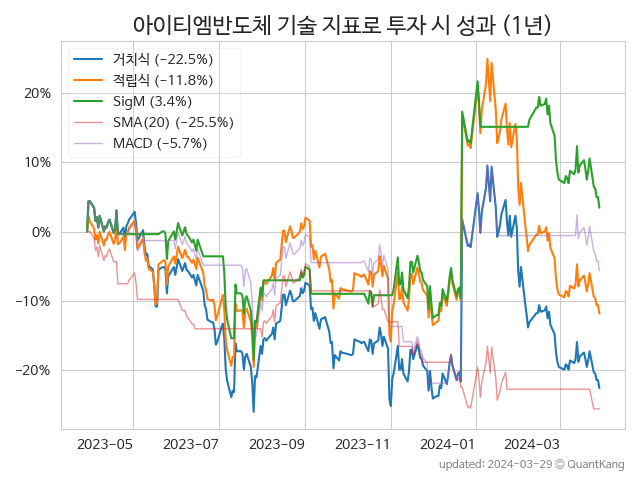 아이티엠반도체 기술 지표로 투자 시 성과 (1년)
거치식 (-22.5%)
적립식 (-11.8%)
SigM (3.4%)
SMA(20) (-25.5%)
MACD (-5.7%)
20%
10%
0%
-10%
-20%
2023-05 2023-07 2023-09 2023-11 2024-01 2024-03
updated: 2024-03-29 © QuantKang